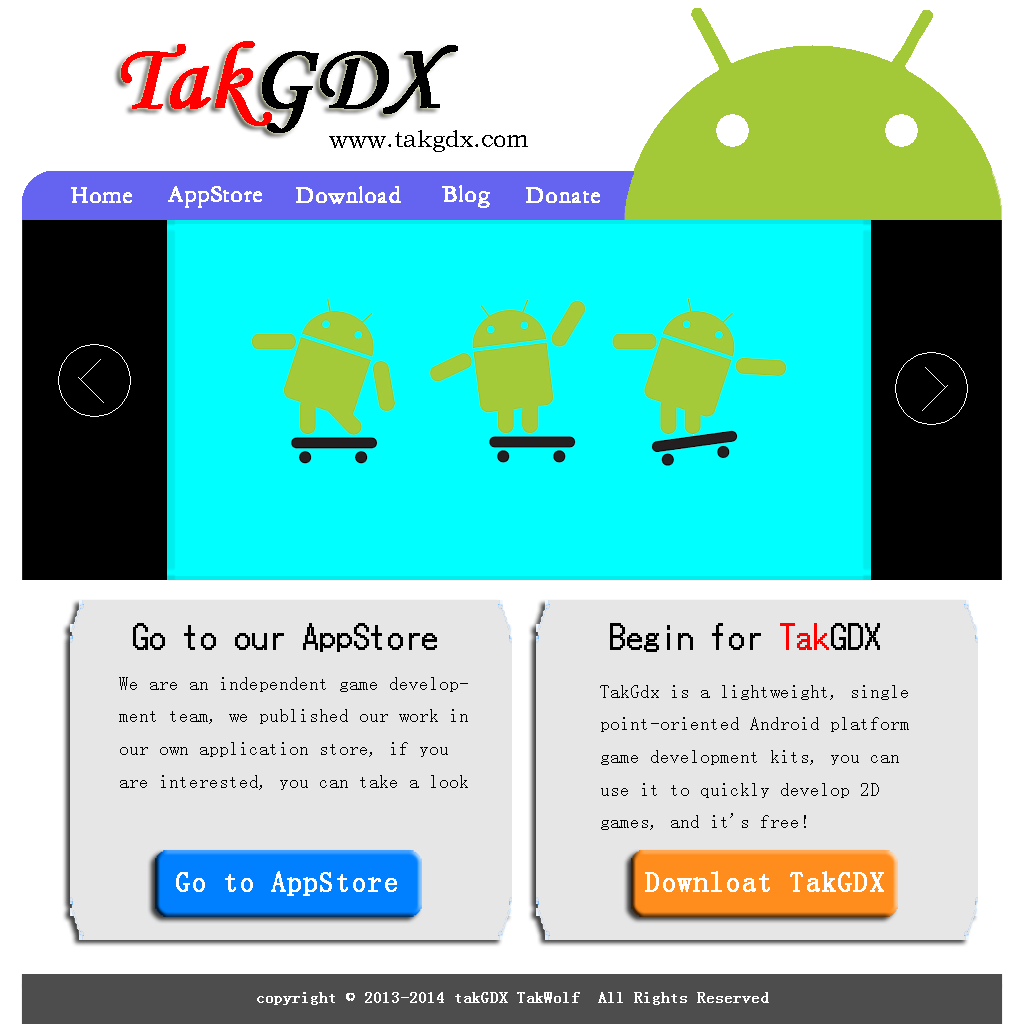 TakGDX
www.takgdx.com
Home AppStore Download Blog Donate
Go to our AppStore
We are an independent game develop-
ment team, we published our work in
our own application store, if you
are interested, you can take a look
Go to AppStore
Begin for TakGDX
TakGdx is a lightweight, single
point-oriented Android platform
game development kits, you can
use it to quickly develop 2D
games, and it's free!
Downloat TakGDX
copyright © 2013-2014 takGDX TakWolf All Rights Reserved